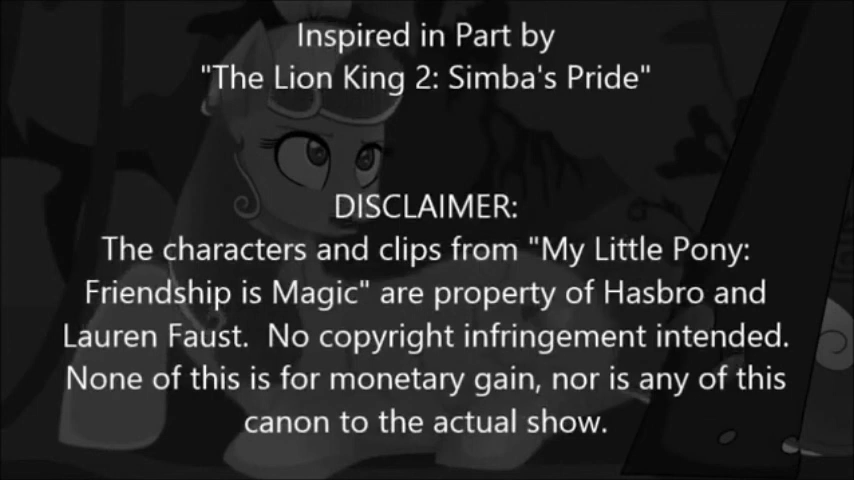 Inspired in Part by
"The Lion King 2: Simba's Pride"
DISCLAIMER:
The characters and clips from "My Little Pony:
Friendship is Magic" are property of Hasbro and
Lauren Faust.  No copyright infringement intended.
None of this is for monetary gain, nor is any of this
canon to the actual show.